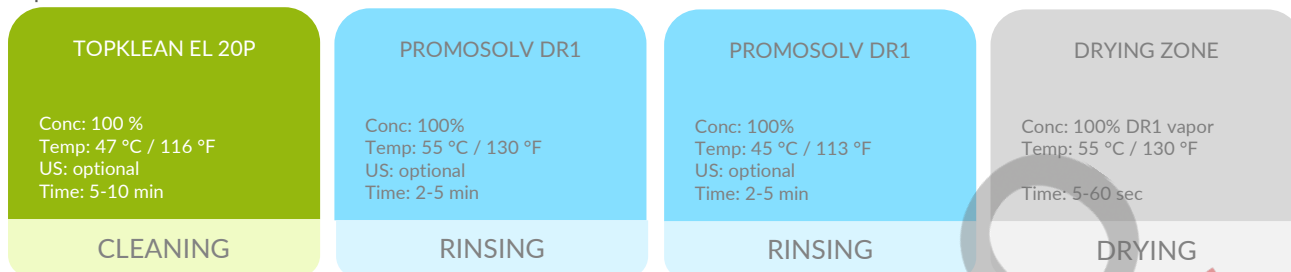 TOPKLEAN EL 20P
Conc: 100 %
Temp: 47 °C / 116 °F
US: optional
Time: 5-10 min
CLEANING
PROMOSOLV DR1
Conc: 100%
Temp: 55 °C / 130 °F
US: optional
Time: 2-5 min
RINSING
PROMOSOLV DR1
Conc: 100%
Temp: 45 °C / 113 °F
US: optional
Time: 2-5 min
RINSING
DRYING ZONE
Conc: 100% DR1 vapor
Temp: 55 °C / 130 °F
Time: 5-60 sec
DRYING